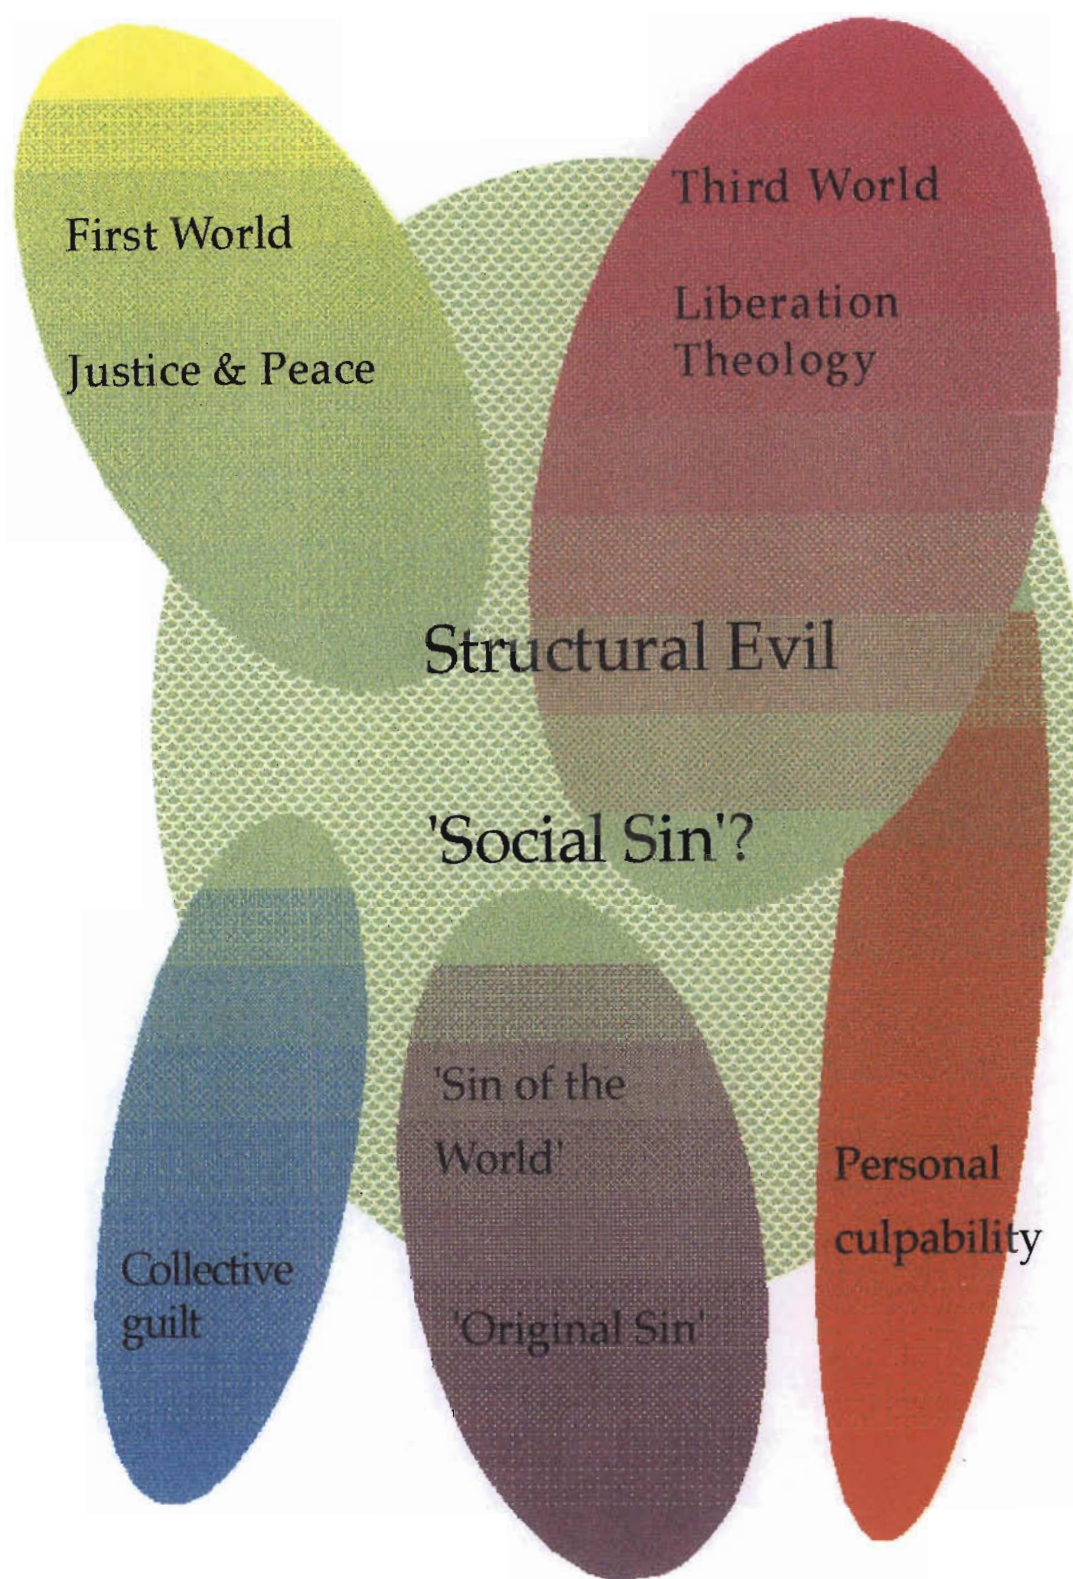 First World
Justice & Peace
Third World
Liberation
Theology
Structural Evil
'Social Sin'?
Collective
guilt
'Sin of the
World'
'Original Sin'
Personal
culpability